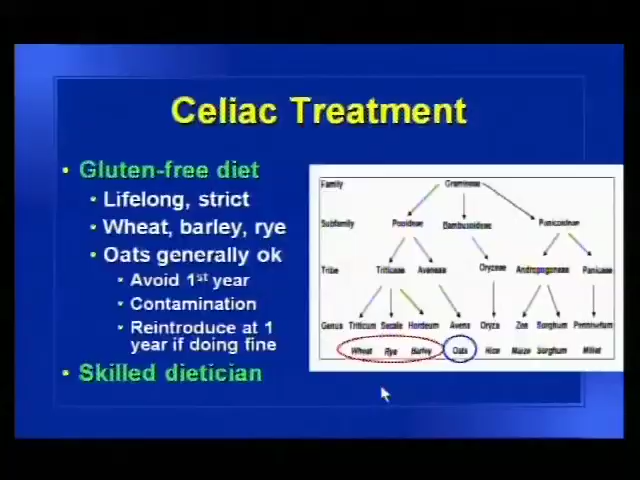 Celiac Treatment
• Gluten-free diet
• Lifelong, strict
• Wheat, barley, rye
• Oats generally ok
• Avoid 1st year
• Contamination
• Reintroduce at 1
year if doing fine
• Skilled dietician
Family Gramineae
Subfamily Pooideae Bambusoideae Panicoideae
Tribe Triticeae Aveneae Oryzeae Andropogoneae Paniceae
Genus Triticum Secale Hordeum Avena Oryza Zea Sorghum Pennisetum
Wheat Rye Barley Oats Rice Maize Sorghum Millet